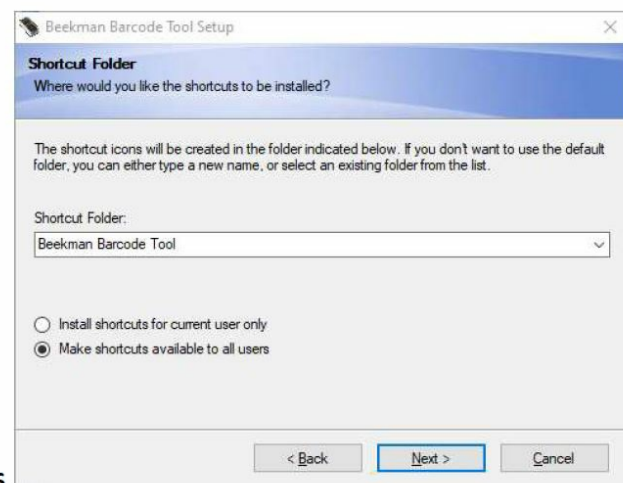 Beekman Barcode Tool Setup
Shortcut Folder
Where would you like the shortcuts to be installed?
The shortcut icons will be created in the folder indicated below. If you don't want to use the default
folder, you can either type a new name, or select an existing folder from the list.
Shortcut Folder:
Beekman Barcode Tool
Install shortcuts for current user only
Make shortcuts available to all users
< Back
Next >
Cancel